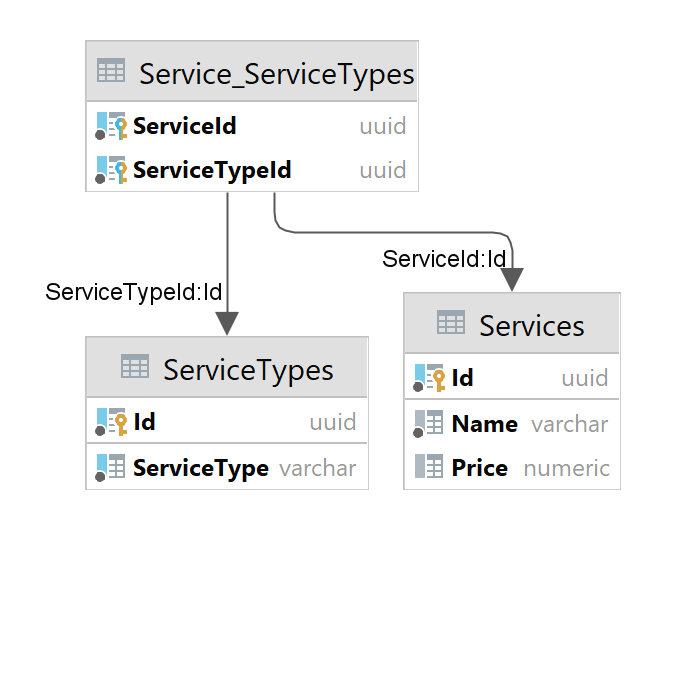 Service_ServiceTypes
ServiceId uuid
ServiceTypeId uuid
ServiceId:Id
ServiceTypeId:Id
Services
Id uuid
Name varchar
Price numeric
ServiceTypes
Id uuid
ServiceType varchar